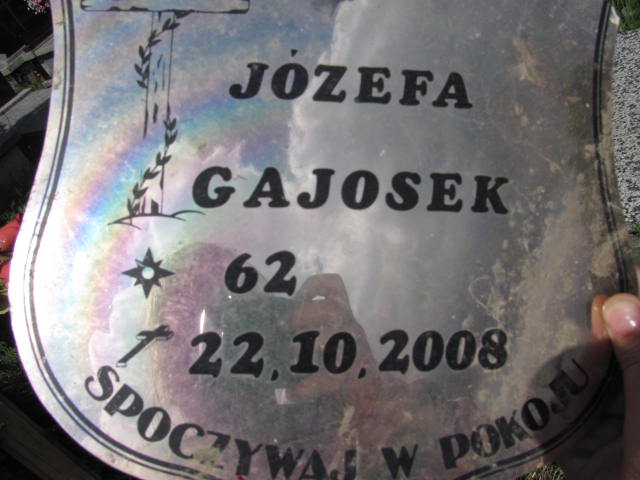 JÓZEFA
GAJOSEK
62
22.10.2008
SPOCZYWAJ W POKOJU